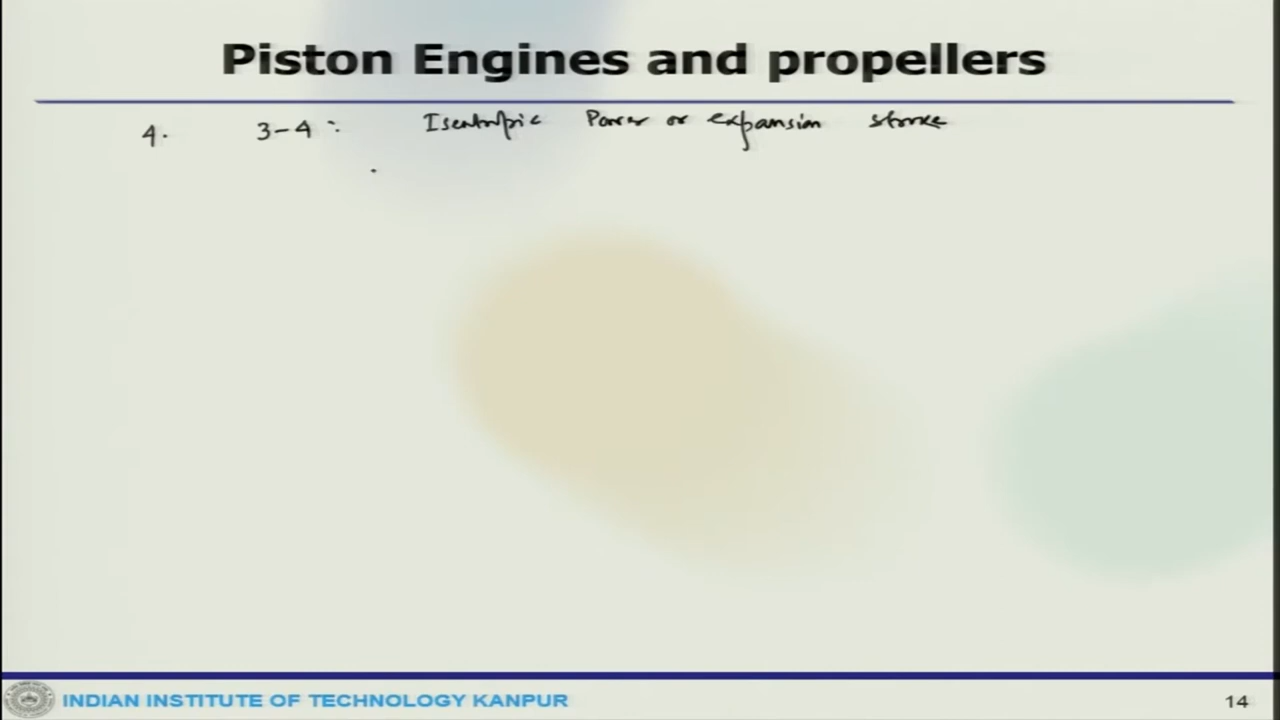 Piston Engines and propellers
4. 3-4: Isentropic Power or expansion stroke
INDIAN INSTITUTE OF TECHNOLOGY KANPUR
14